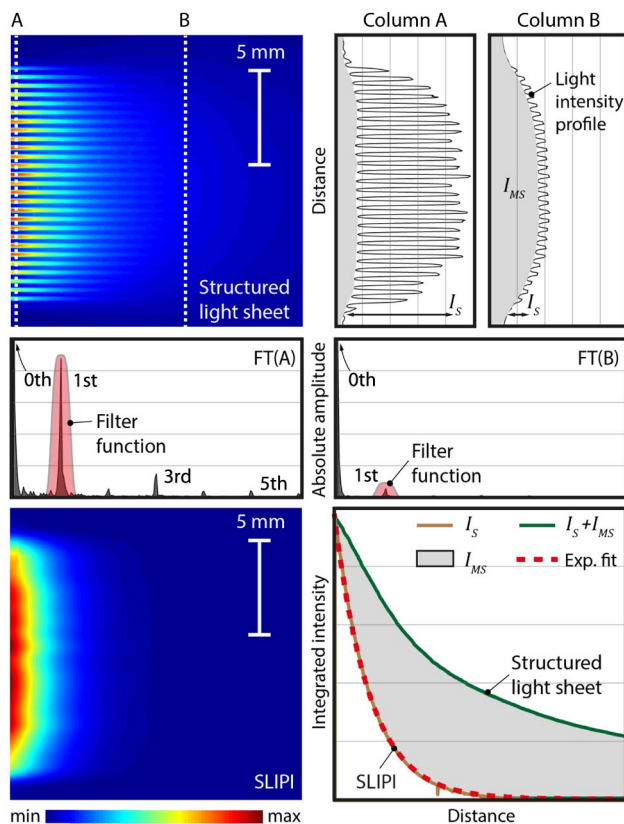 A
B
5 mm
Structured
light sheet
Column A
Column B
Distance
I_S
Light
intensity
profile
I_MS
I_S
0th
1st
FT(A)
Filter
function
3rd
5th
Absolute amplitude
0th
FT(B)
1st
Filter
function
5 mm
SLIPI
min
max
Integrated intensity
I_S
I_S+I_MS
I_MS
Exp. fit
Structured
light sheet
SLIPI
Distance